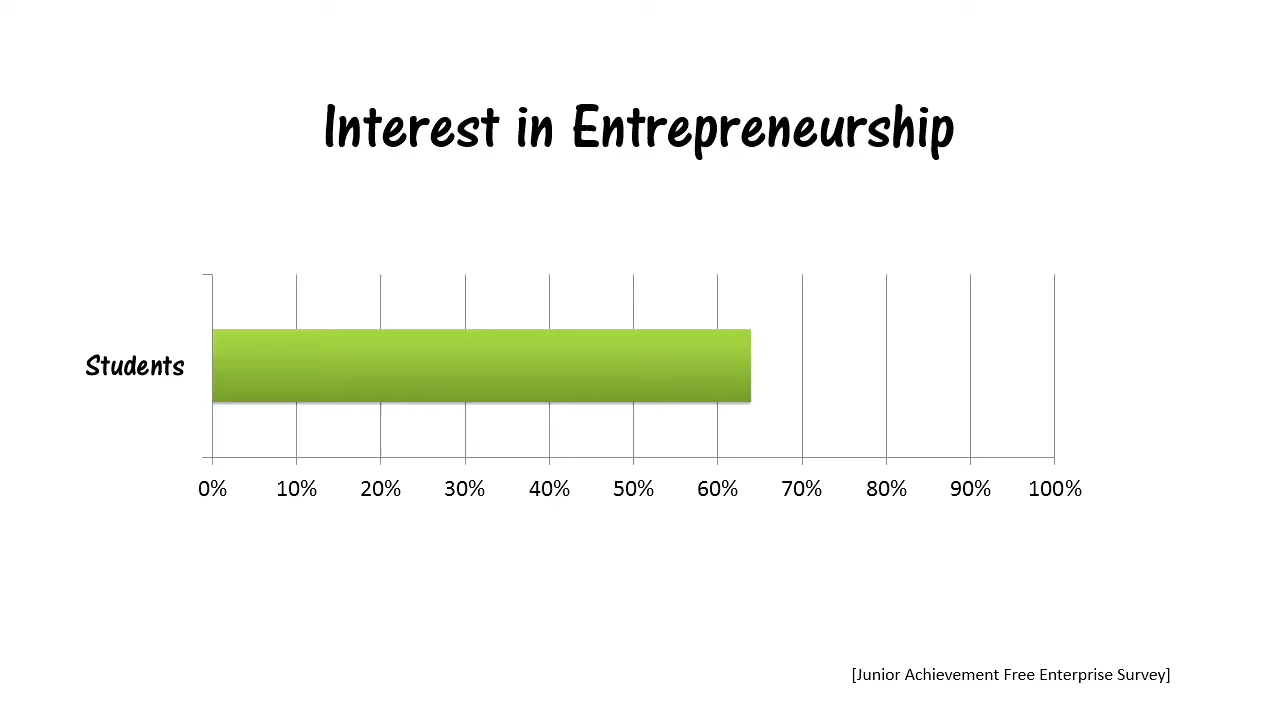 Interest in Entrepreneurship
Students
0% 10% 20% 30% 40% 50% 60% 70% 80% 90% 100%
[Junior Achievement Free Enterprise Survey]